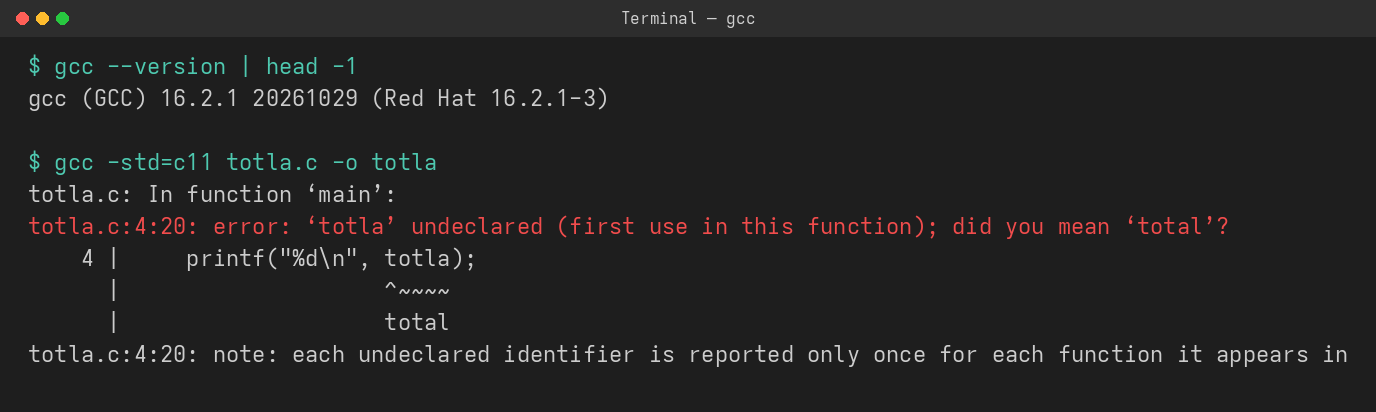 Terminal — gcc
$ gcc --version | head -1
gcc (GCC) 16.2.1 20261029 (Red Hat 16.2.1-3)
$ gcc -std=c11 totla.c -o totla
totla.c: In function ‘main’:
totla.c:4:20: error: ‘totla’ undeclared (first use in this function); did you mean ‘total’?
    4 |     printf("%d\n", totla);
      |                    ^~~~~
      |                    total
totla.c:4:20: note: each undeclared identifier is reported only once for each function it appears in